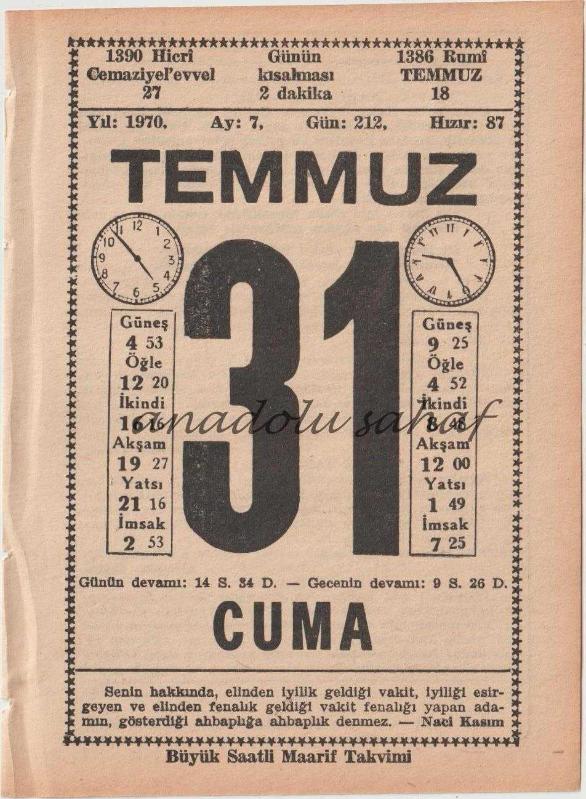 1390 Hicrî Günün 1386 Rumî
Cemaziyel'evvel kısalması TEMMUZ
27 2 dakika 18
Yıl: 1970, Ay: 7, Gün: 212, Hızır: 87
TEMMUZ
31
Güneş
4 53
Öğle
12 20
İkindi
16 16
Akşam
19 27
Yatsı
21 16
İmsak
2 53
Güneş
9 25
Öğle
4 52
İkindi
8
Akşam
12 00
Yatsı
1 49
İmsak
7 25
anadolu sahaf
Günün devamı: 14 S. 34 D. — Gecenin devamı: 9 S. 26 D.
CUMA
Senin hakkında, elinden iyilik geldiği vakit, iyiliği esir-
geyen ve elinden fenalık geldiği vakit fenalığı yapan ada-
mın, gösterdiği ahbaplığa ahbaplık denmez. — Naci Kasım
Büyük Saatli Maarif Takvimi